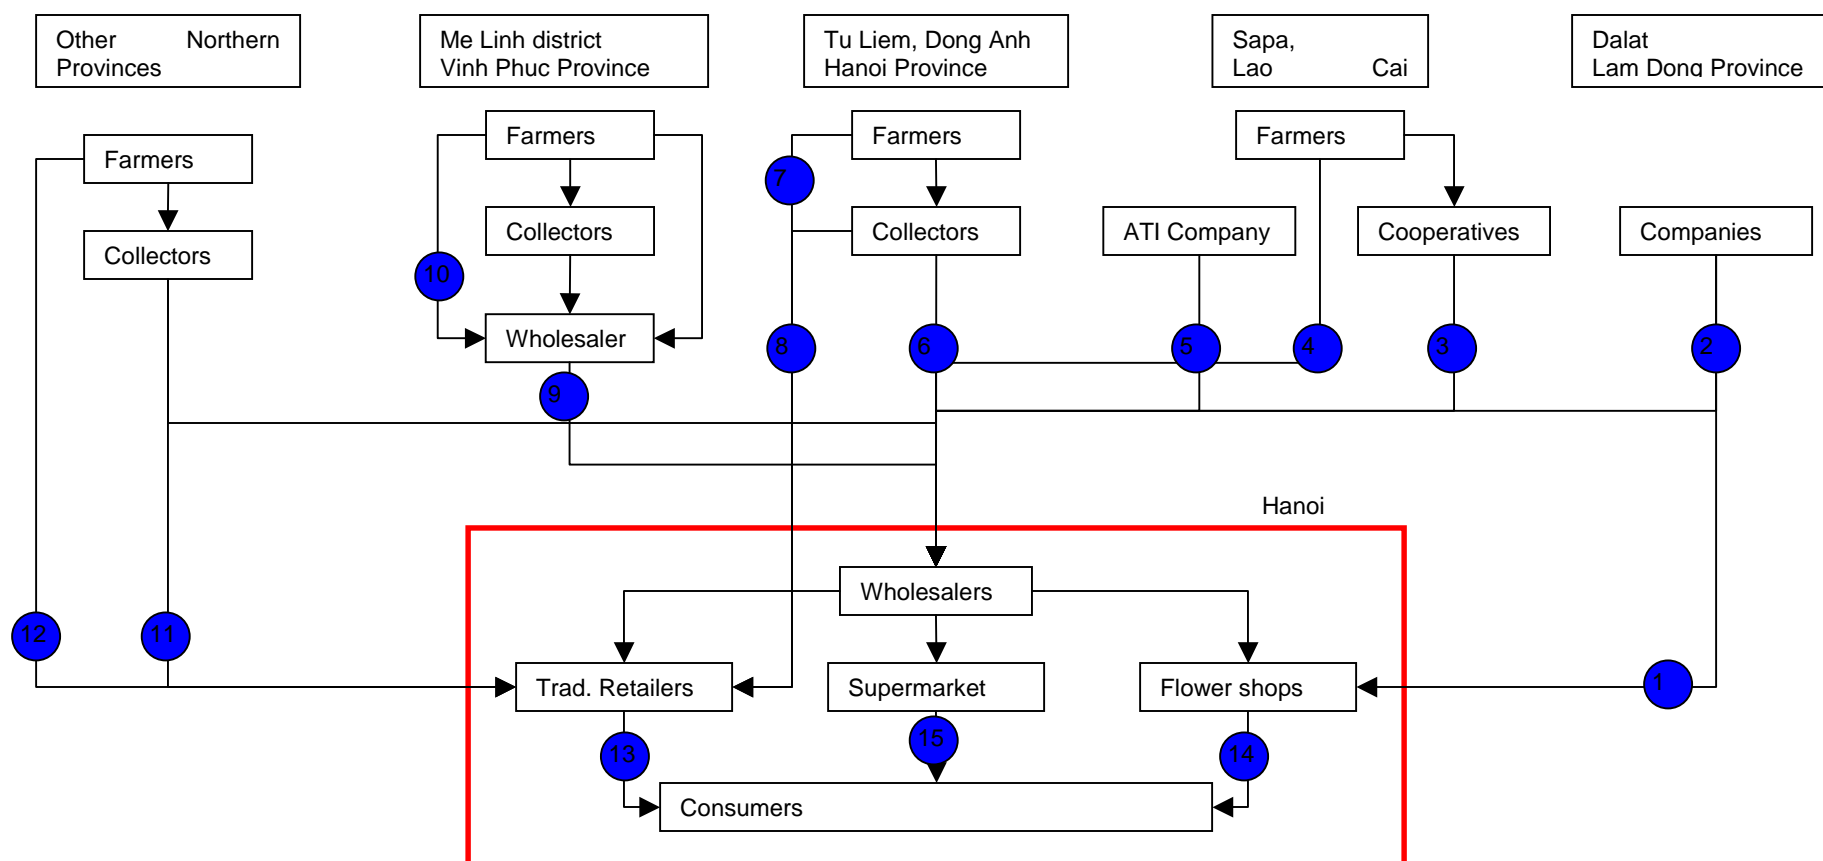 Other Northern
Provinces
Me Linh district
Vinh Phuc Province
Tu Liem, Dong Anh
Hanoi Province
Sapa,
Lao Cai
Dalat
Lam Dong Province
Farmers
Farmers
Farmers
Farmers
7
Collectors
Collectors
Collectors
ATI Company
Cooperatives
Companies
10
Wholesaler
8
6
5
4
3
2
9
Hanoi
Wholesalers
12
11
Trad. Retailers
Supermarket
Flower shops
1
13
15
14
Consumers